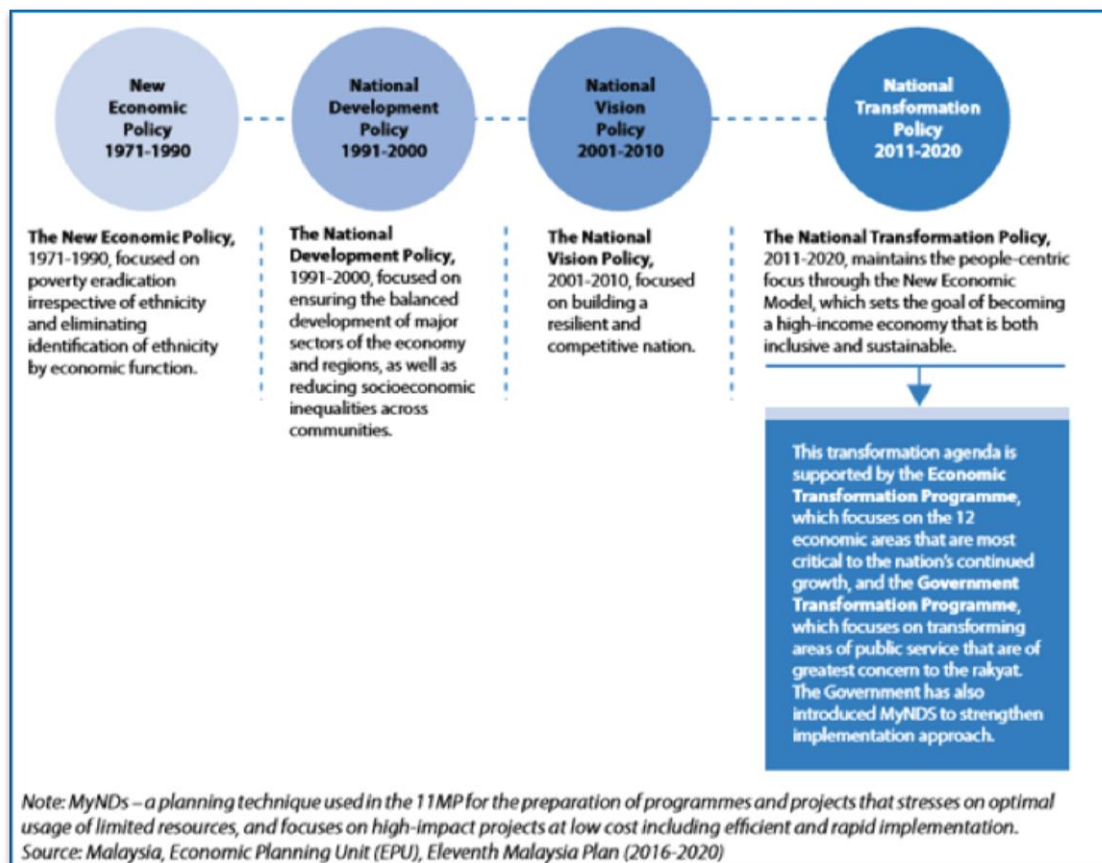 New
Economic
Policy
1971-1990
National
Development
Policy
1991-2000
National
Vision
Policy
2001-2010
National
Transformation
Policy
2011-2020
The New Economic Policy,
1971-1990, focused on
poverty eradication
irrespective of ethnicity
and eliminating
identification of ethnicity
by economic function.
The National
Development Policy,
1991-2000, focused on
ensuring the balanced
development of major
sectors of the economy
and regions, as well as
reducing socioeconomic
inequalities across
communities.
The National
Vision Policy,
2001-2010, focused
on building a
resilient and
competitive nation.
The National Transformation Policy,
2011-2020, maintains the people-centric
focus through the New Economic
Model, which sets the goal of becoming
a high-income economy that is both
inclusive and sustainable.
This transformation agenda is
supported by the Economic
Transformation Programme,
which focuses on the 12
economic areas that are most
critical to the nation's continued
growth, and the Government
Transformation Programme,
which focuses on transforming
areas of public service that are of
greatest concern to the rakyat.
The Government has also
introduced MyNDS to strengthen
implementation approach.
Note: MyNDs – a planning technique used in the 11MP for the preparation of programmes and projects that stresses on optimal
usage of limited resources, and focuses on high-impact projects at low cost including efficient and rapid implementation.
Source: Malaysia, Economic Planning Unit (EPU), Eleventh Malaysia Plan (2016-2020)